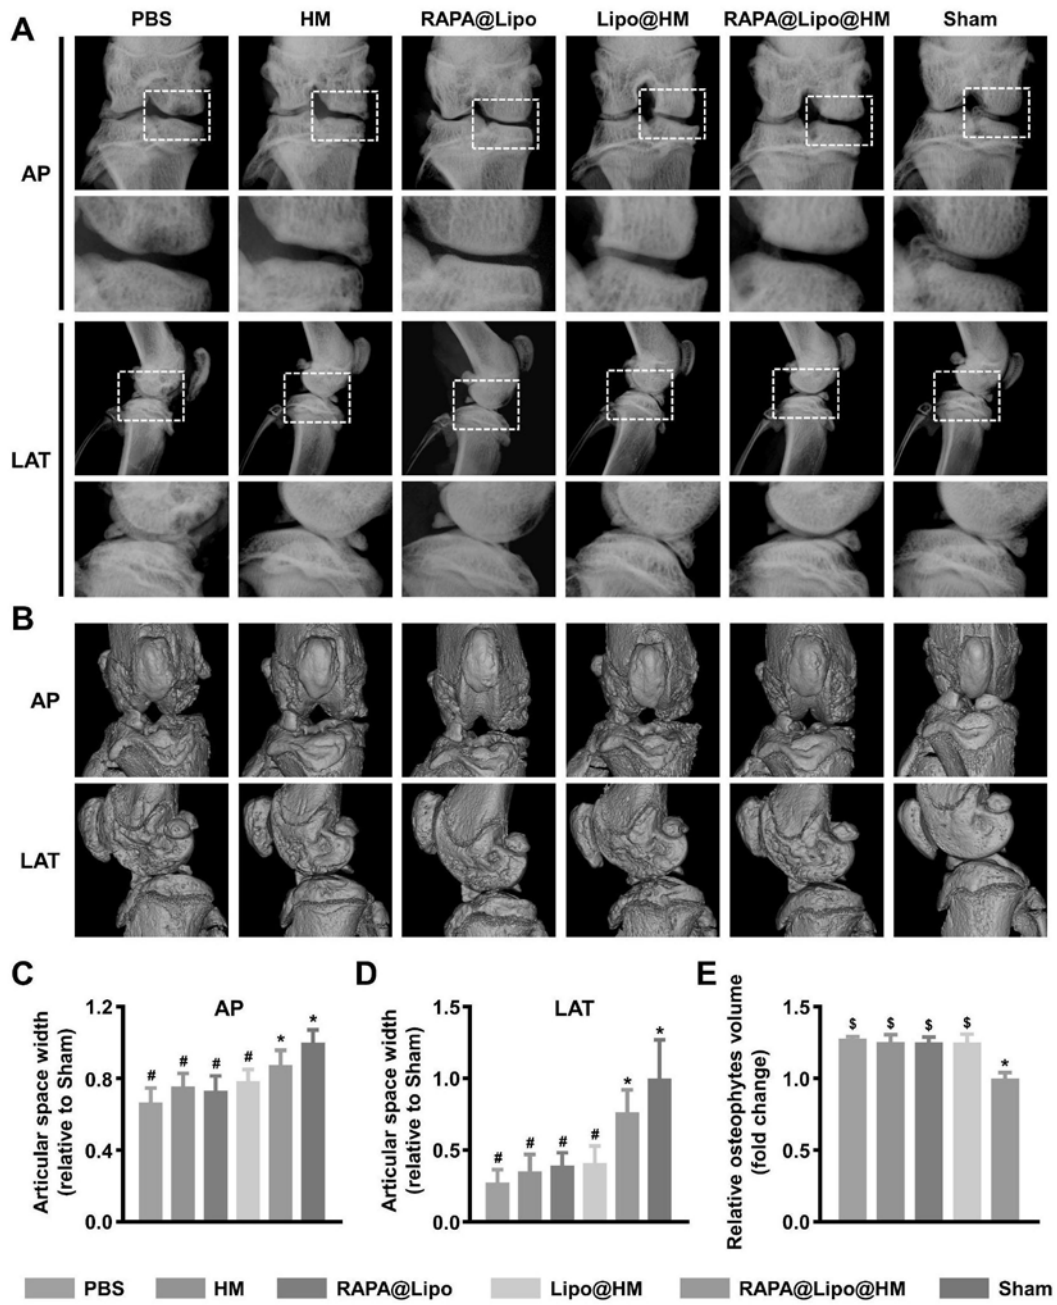 A
PBS HM RAPA@Lipo Lipo@HM RAPA@Lipo@HM Sham
AP
LAT
B
AP
LAT
C
AP
Articular space width
(relative to Sham)
1.2
0.8
0.4
0.0
# # # # * *
D
LAT
Articular space width
(relative to Sham)
1.5
1.0
0.5
0.0
# # # # * *
E
Relative osteophytes volume
(fold change)
1.5
1.0
0.5
0.0
$ $ $ $ *
PBS HM RAPA@Lipo Lipo@HM RAPA@Lipo@HM Sham